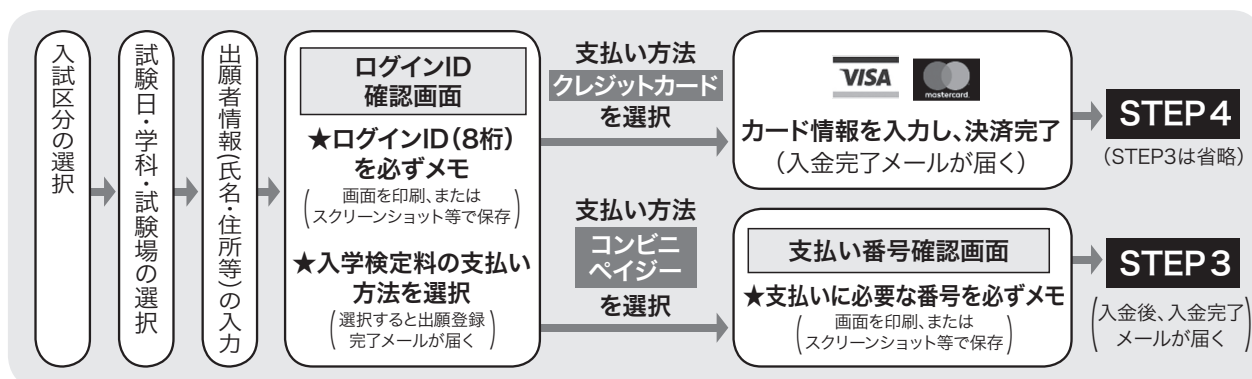 入試区分の選択
試験日・学科・試験場の選択
出願者情報(氏名・住所等)の入力
ログインID
確認画面
★ログインID(8桁)
を必ずメモ
(画面を印刷、または
スクリーンショット等で保存)
★入学検定料の支払い
方法を選択
(選択すると出願登録
完了メールが届く)
支払い方法
クレジットカード
を選択
VISA
mastercard.
カード情報を入力し、決済完了
(入金完了メールが届く)
STEP4
(STEP3は省略)
支払い方法
コンビニ
ペイジー
を選択
支払い番号確認画面
★支払いに必要な番号を必ずメモ
(画面を印刷、または
スクリーンショット等で保存)
STEP3
(入金後、入金完了
メールが届く)